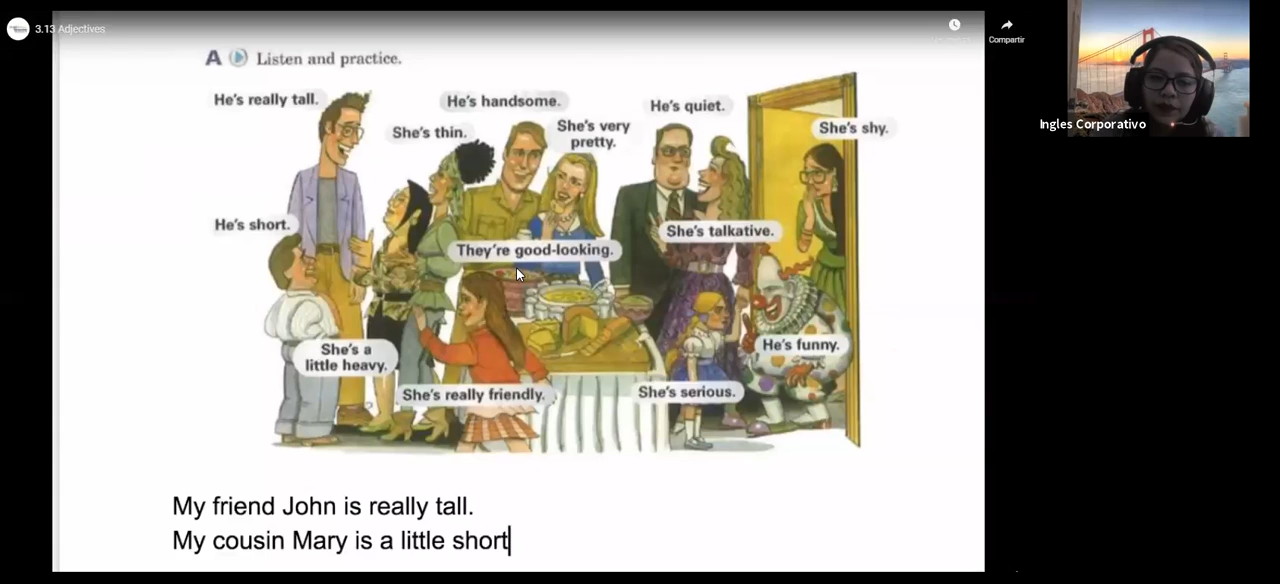 3.13 Adjectives
Compartir
Ingles Corporativo
A Listen and practice.
He's really tall.
He's handsome.
He's quiet.
She's thin.
She's very
pretty.
She's shy.
He's short.
She's talkative.
They're good-looking.
She's a
little heavy.
He's funny.
She's really friendly.
She's serious.
My friend John is really tall.
My cousin Mary is a little short